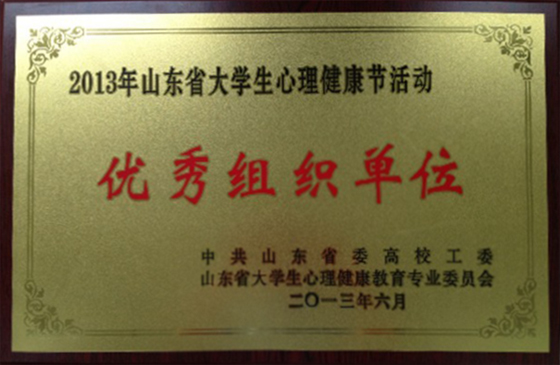 2013年山东省大学生心理健康节活动
优秀组织单位
中共山东省委高校工委
山东省大学生心理健康教育专业委员会
二〇一三年六月